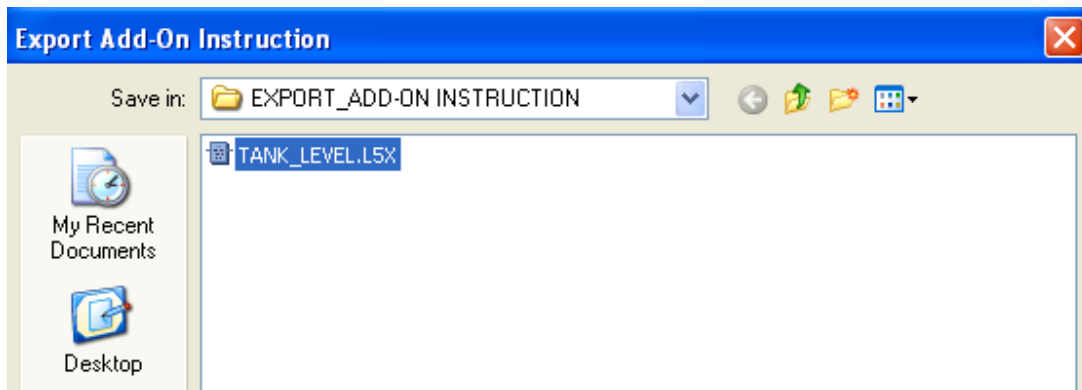 Export Add-On Instruction
Save in:
EXPORT_ADD-ON INSTRUCTION
TANK_LEVEL.L5X
My Recent
Documents
Desktop